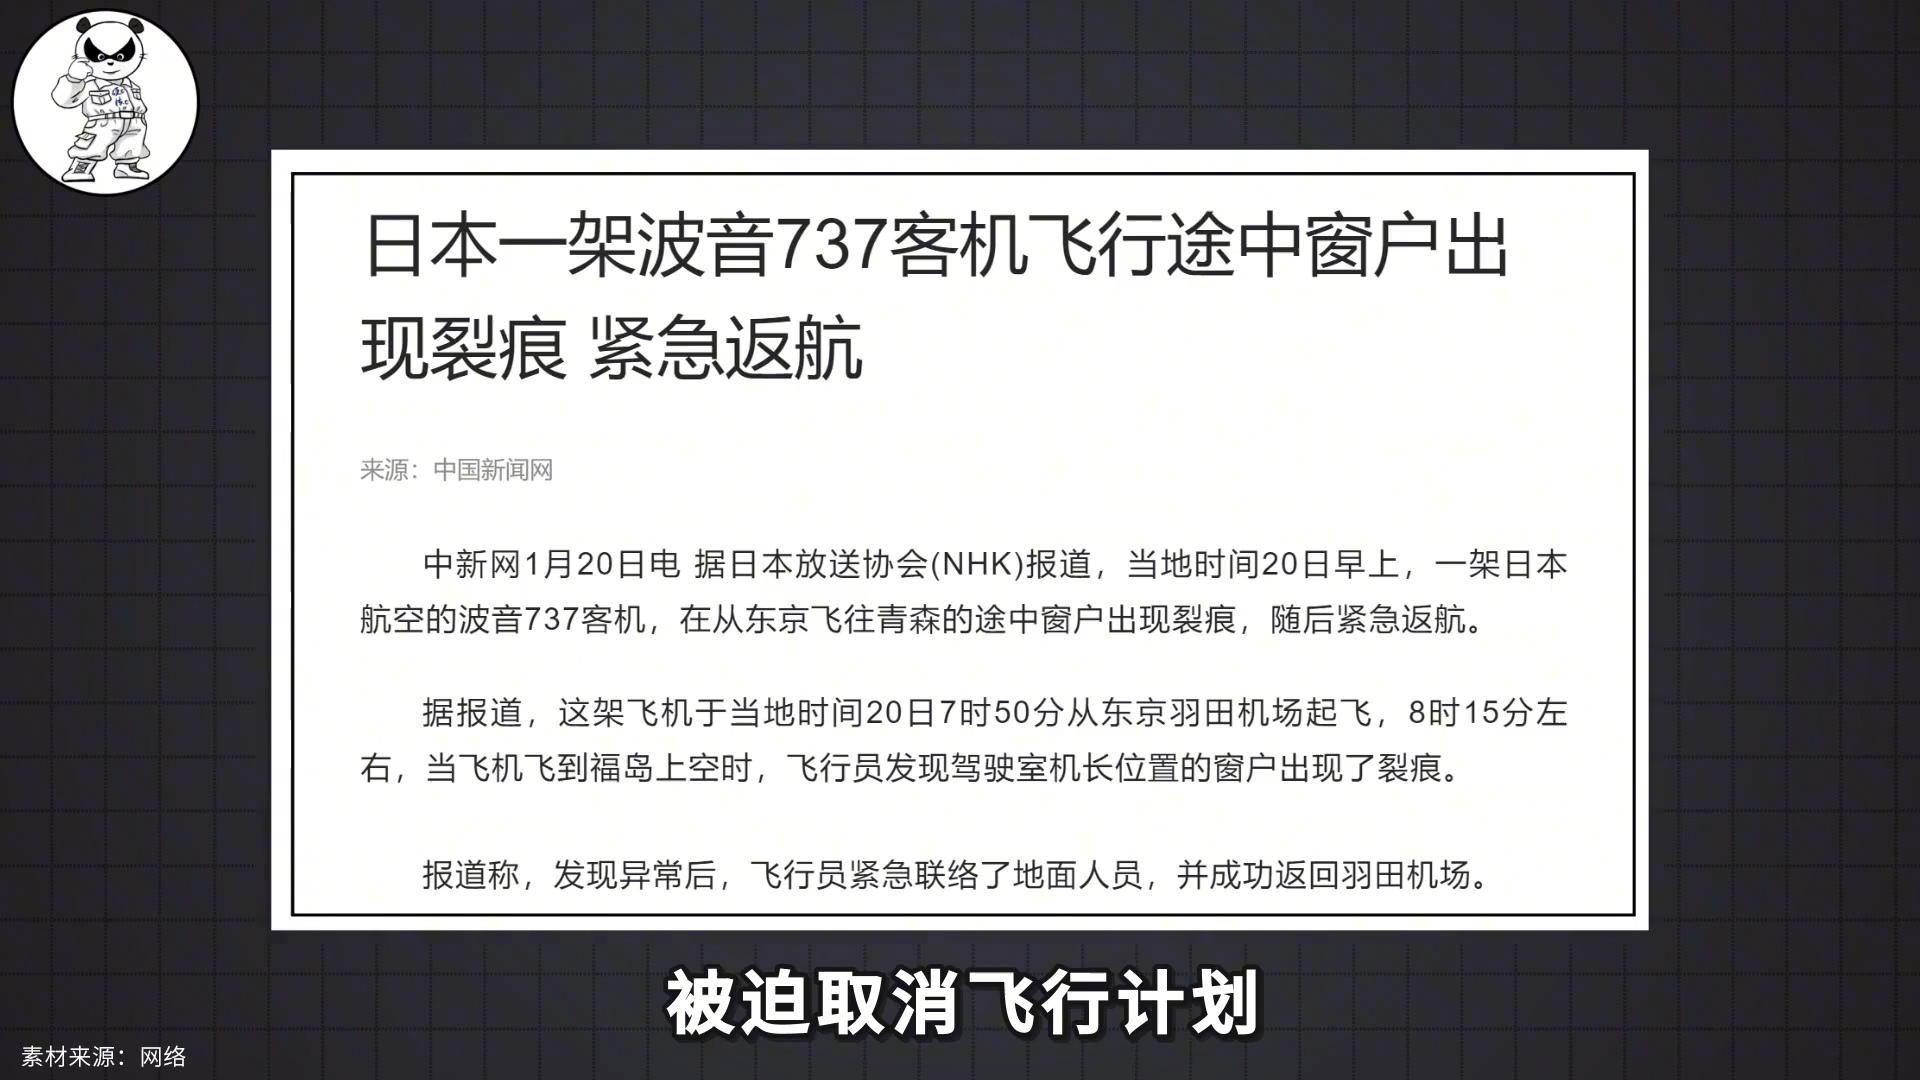 日本一架波音737客机飞行途中窗户出
现裂痕 紧急返航
来源：中国新闻网
中新网1月20日电 据日本放送协会(NHK)报道，当地时间20日早上，一架日本
航空的波音737客机，在从东京飞往青森的途中窗户出现裂痕，随后紧急返航。
据报道，这架飞机于当地时间20日7时50分从东京羽田机场起飞，8时15分左
右，当飞机飞到福岛上空时，飞行员发现驾驶室机长位置的窗户出现了裂痕。
报道称，发现异常后，飞行员紧急联络了地面人员，并成功返回羽田机场。
被迫取消飞行计划
素材来源：网络